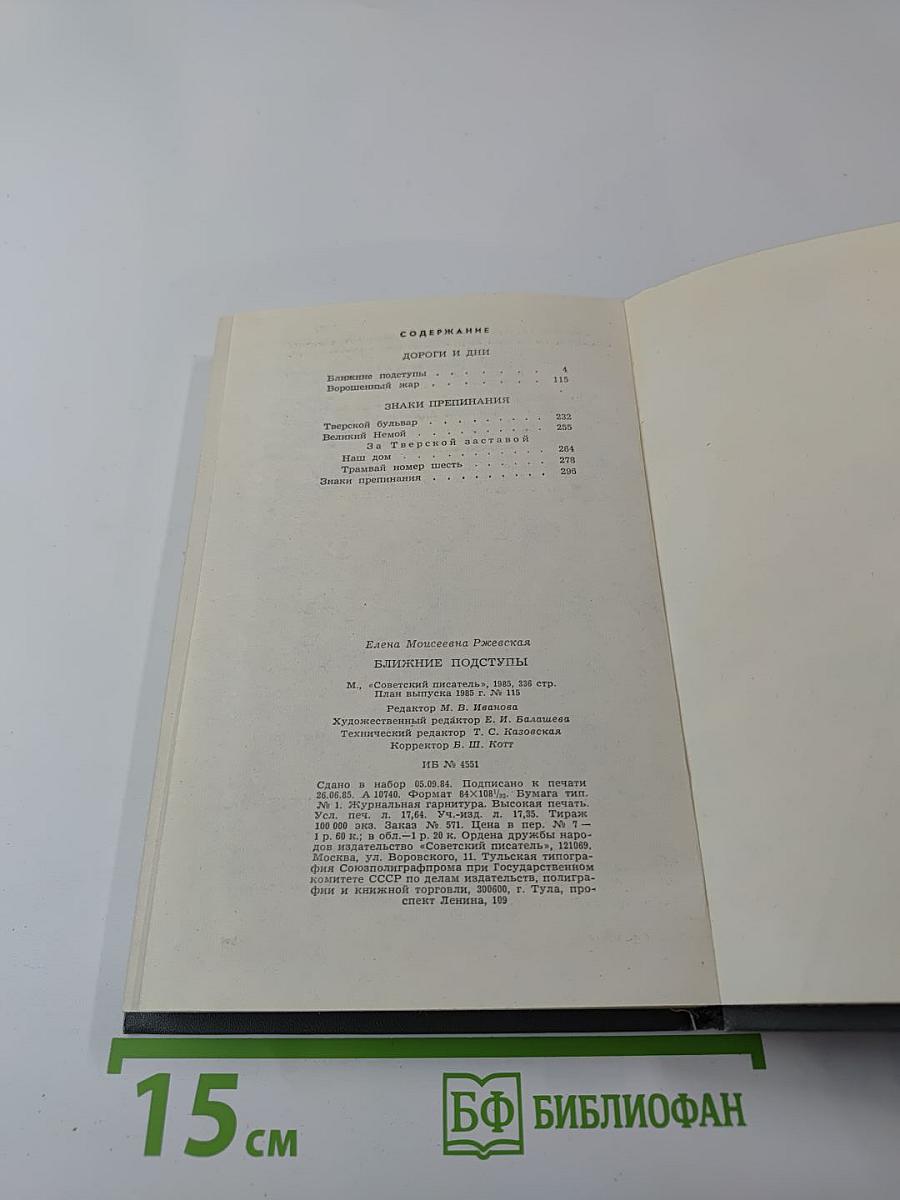 СОДЕРЖАНИЕ
ДОРОГИ И ДНИ
Ближние подступы . . . . . . . 4
Ворошенный жар . . . . . . . 115
ЗНАКИ ПРЕПИНАНИЯ
Тверской бульвар . . . . . . . . . 232
Великий Немой . . . . . . . . . . 255
За Тверской заставой
Наш дом . . . . . . . . . . . 264
Трамвай номер шесть . . . . . . 278
Знаки препинания . . . . . . . . . 296
Елена Моисеевна Ржевская
БЛИЖНИЕ ПОДСТУПЫ
М., «Советский писатель», 1985, 336 стр.
План выпуска 1985 г. № 115
Редактор М. В. Иванова
Художественный редактор Е. И. Балашева
Технический редактор Т. С. Казовская
Корректор Б. Ш. Котт
ИБ № 4551
Сдано в набор 05.09.84. Подписано к печати
26.06.85. А 10740. Формат 84×108¹/₃₂. Бумага тип.
№ 1. Журнальная гарнитура. Высокая печать.
Усл. печ. л. 17,64. Уч.-изд. л. 17,35. Тираж
100 000 экз. Заказ № 571. Цена в пер. № 7 —
1 р. 60 к.; в обл.—1 р. 20 к. Ордена дружбы наро-
дов издательство «Советский писатель», 121069,
Москва, ул. Воровского, 11. Тульская типогра-
фия Союзполиграфпрома при Государственном
комитете СССР по делам издательств, полигра-
фии и книжной торговли, 300600, г. Тула, про-
спект Ленина, 109
15 см
БФ БИБЛИОФАН